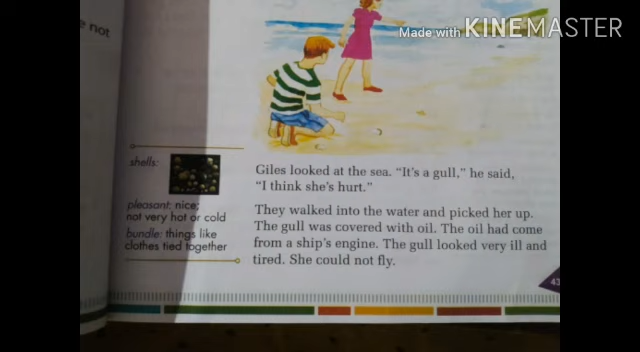 not
Made with KINEMASTER
shells:
pleasant: nice;
not very hot or cold
bundle: things like
clothes tied together
Giles looked at the sea. “It's a gull,” he said,
“I think she's hurt.”
They walked into the water and picked her up.
The gull was covered with oil. The oil had come
from a ship's engine. The gull looked very ill and
tired. She could not fly.
43